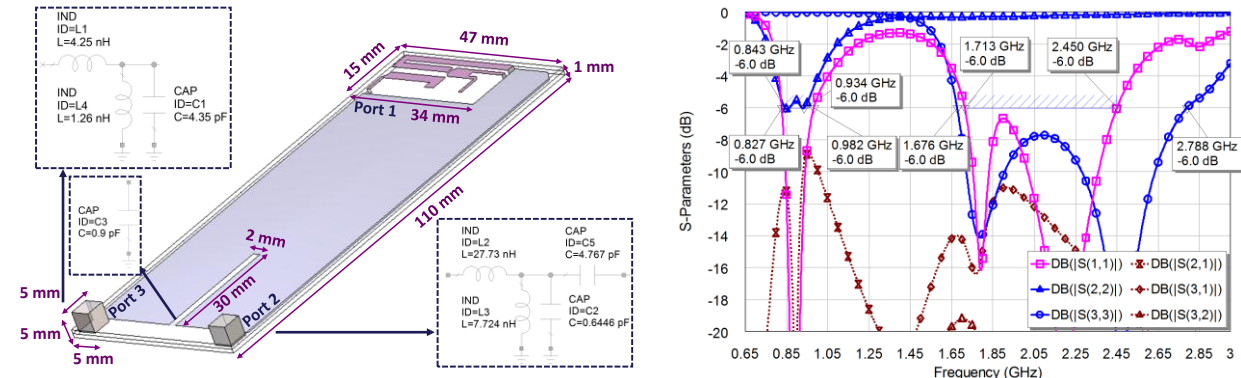 IND
ID=L1
L=4.25 nH
IND
ID=L4
L=1.26 nH
CAP
ID=C1
C=4.35 pF
CAP
ID=C3
C=0.9 pF
47 mm
15 mm
1 mm
Port 1
34 mm
110 mm
2 mm
30 mm
Port 3
Port 2
5 mm
5 mm
5 mm
IND
ID=L2
L=27.73 nH
CAP
ID=C5
C=4.767 pF
IND
ID=L3
L=7.724 nH
CAP
ID=C2
C=0.6446 pF
S-Parameters (dB)
0
-2
-4
-6
-8
-10
-12
-14
-16
-18
-20
0.843 GHz
-6.0 dB
0.934 GHz
-6.0 dB
1.713 GHz
-6.0 dB
2.450 GHz
-6.0 dB
0.827 GHz
-6.0 dB
0.982 GHz
-6.0 dB
1.676 GHz
-6.0 dB
2.788 GHz
-6.0 dB
DB(|S(1,1)|)
DB(|S(2,1)|)
DB(|S(2,2)|)
DB(|S(3,1)|)
DB(|S(3,3)|)
DB(|S(3,2)|)
0.65 0.85 1.05 1.25 1.45 1.65 1.85 2.05 2.25 2.45 2.65 2.85 3
Frequency (GHz)